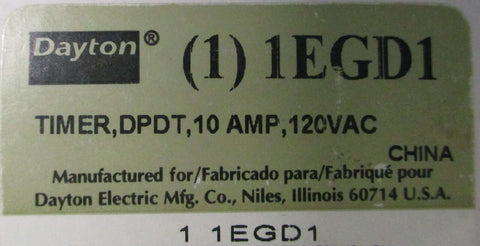 Dayton® (1) 1EGD1
TIMER,DPDT,10 AMP,120VAC
CHINA
Manufactured for/Fabricado para/Fabriqué pour
Dayton Electric Mfg. Co., Niles, Illinois 60714 U.S.A.
1 1EGD1